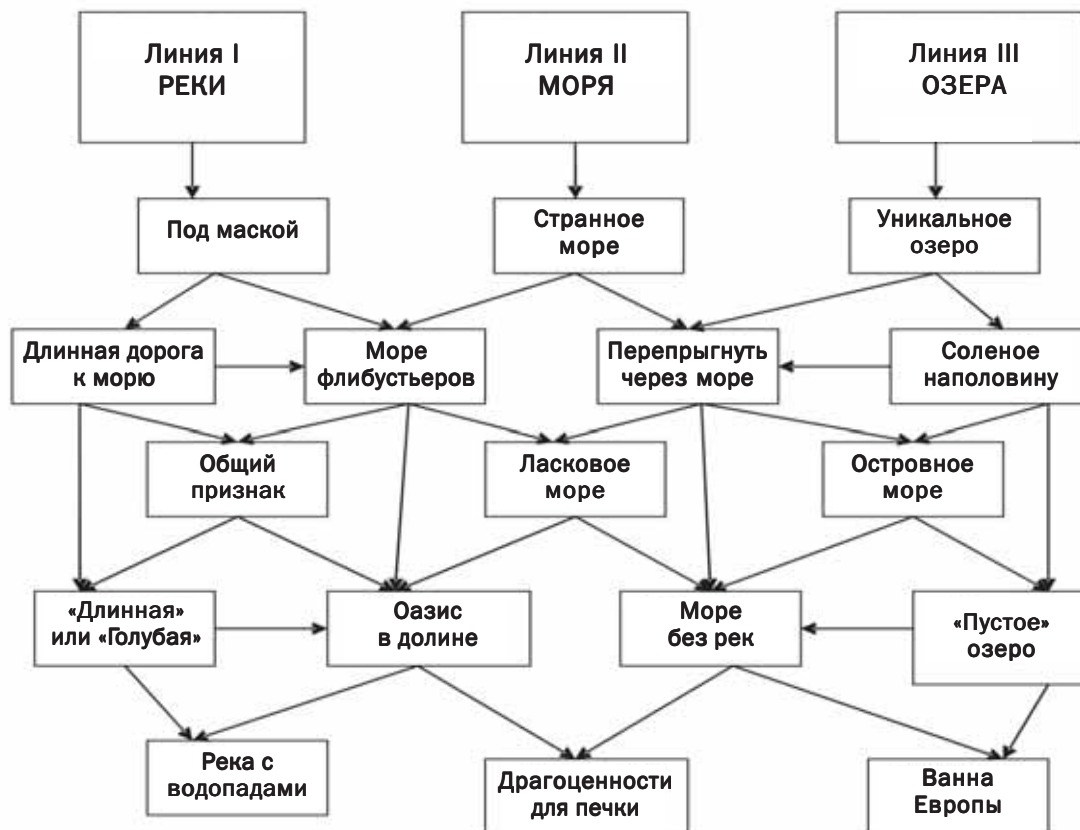 Линия I
РЕКИ
Линия II
МОРЯ
Линия III
ОЗЕРА
Под маской
Странное
море
Уникальное
озеро
Длинная дорога
к морю
Море
флибустьеров
Перепрыгнуть
через море
Соленое
наполовину
Общий
признак
Ласковое
море
Островное
море
«Длинная»
или «Голубая»
Оазис
в долине
Море
без рек
«Пустое»
озеро
Река с
водопадами
Драгоценности
для печки
Ванна
Европы